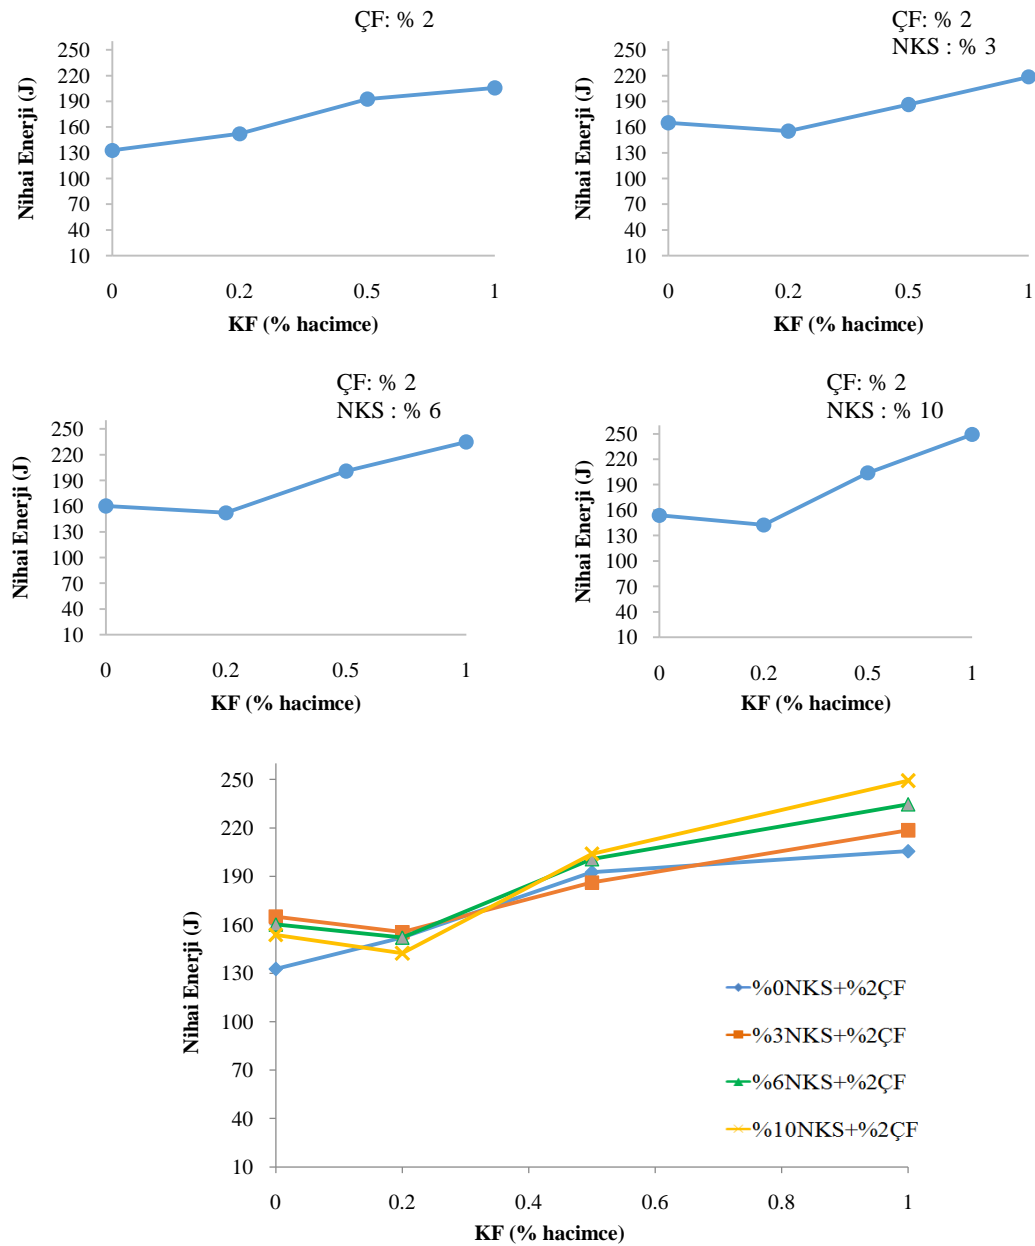 ÇF: % 2
250
220
190
160
130
100
70
40
10
Nihai Enerji (J)
0 0.2 0.5 1
KF (% hacimce)
ÇF: % 2
NKS : % 3
250
220
190
160
130
100
70
40
10
Nihai Enerji (J)
0 0.2 0.5 1
KF (% hacimce)
ÇF: % 2
NKS : % 6
250
220
190
160
130
100
70
40
10
Nihai Enerji (J)
0 0.2 0.5 1
KF (% hacimce)
ÇF: % 2
NKS : % 10
250
220
190
160
130
100
70
40
10
Nihai Enerji (J)
0 0.2 0.5 1
KF (% hacimce)
250
220
190
160
130
100
70
40
10
Nihai Enerji (J)
%0NKS+%2ÇF
%3NKS+%2ÇF
%6NKS+%2ÇF
%10NKS+%2ÇF
0 0.2 0.4 0.6 0.8 1
KF (% hacimce)